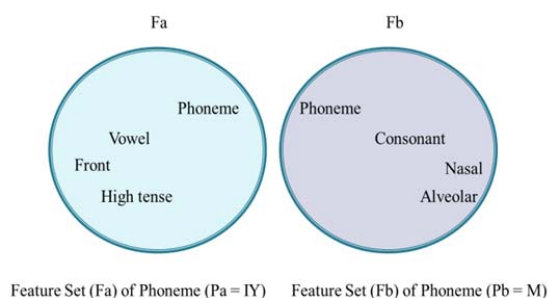 Fa Fb
Phoneme Phoneme
Vowel Consonant
Front Nasal
High tense Alveolar
Feature Set (Fa) of Phoneme (Pa = IY) Feature Set (Fb) of Phoneme (Pb = M)